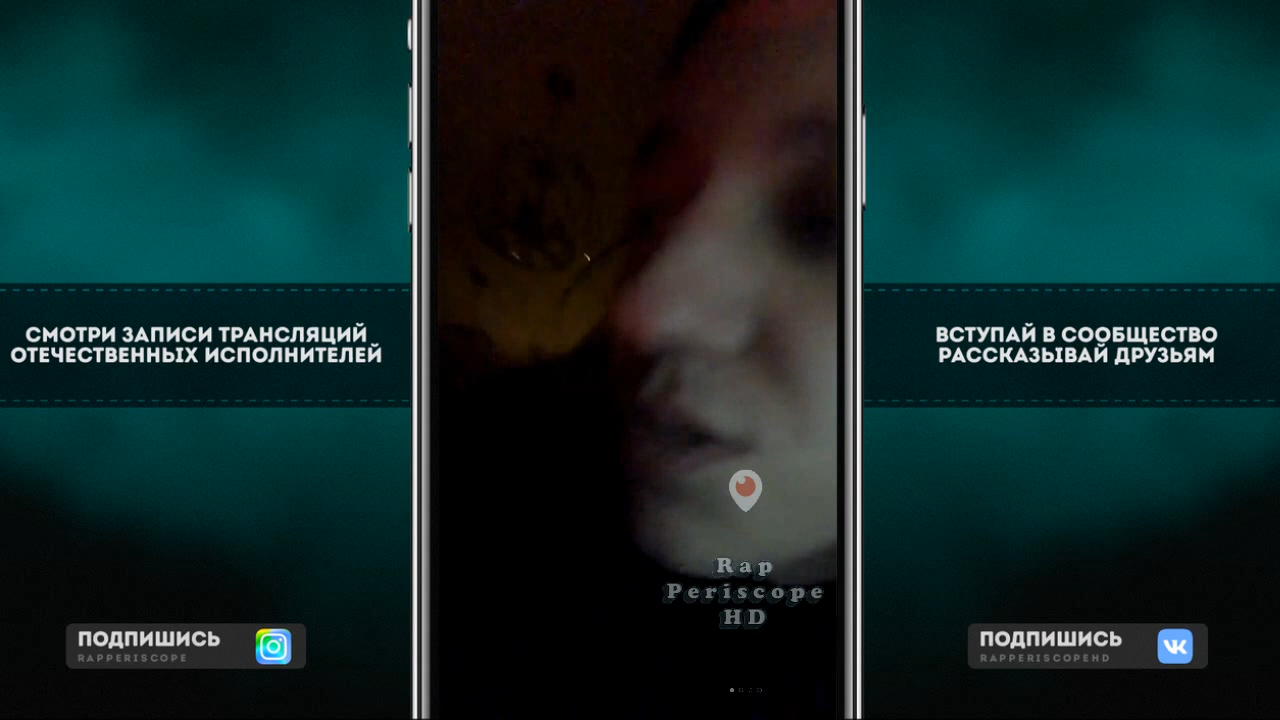 СМОТРИ ЗАПИСИ ТРАНСЛЯЦИЙ
ОТЕЧЕСТВЕННЫХ ИСПОЛНИТЕЛЕЙ
ВСТУПАЙ В СООБЩЕСТВО
РАССКАЗЫВАЙ ДРУЗЬЯМ
Rap
Periscope
HD
ПОДПИШИСЬ
RAPPERISCOPE
ПОДПИШИСЬ
RAPPERISCOPEHD